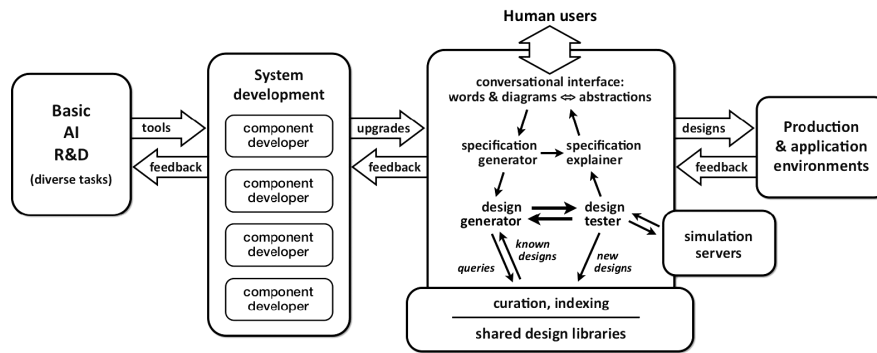 Human users
Basic
AI
R&D
(diverse tasks)
tools
feedback
System
development
component
developer
component
developer
component
developer
component
developer
upgrades
feedback
conversational interface:
words & diagrams ⇔ abstractions
specification
generator
specification
explainer
design
generator
design
tester
queries
known
designs
new
designs
curation, indexing
shared design libraries
simulation
servers
designs
feedback
Production
& application
environments